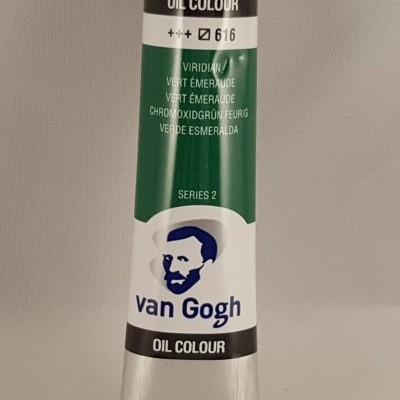 OIL COLOUR
+++ 616
VIRIDIAN/
VERT ÉMERAUDE
VERT ÉMERAUDE
CHROMOXIDGRÜN FEURIG
VERDE ESMERALDA
SERIES 2
van Gogh
OIL COLOUR